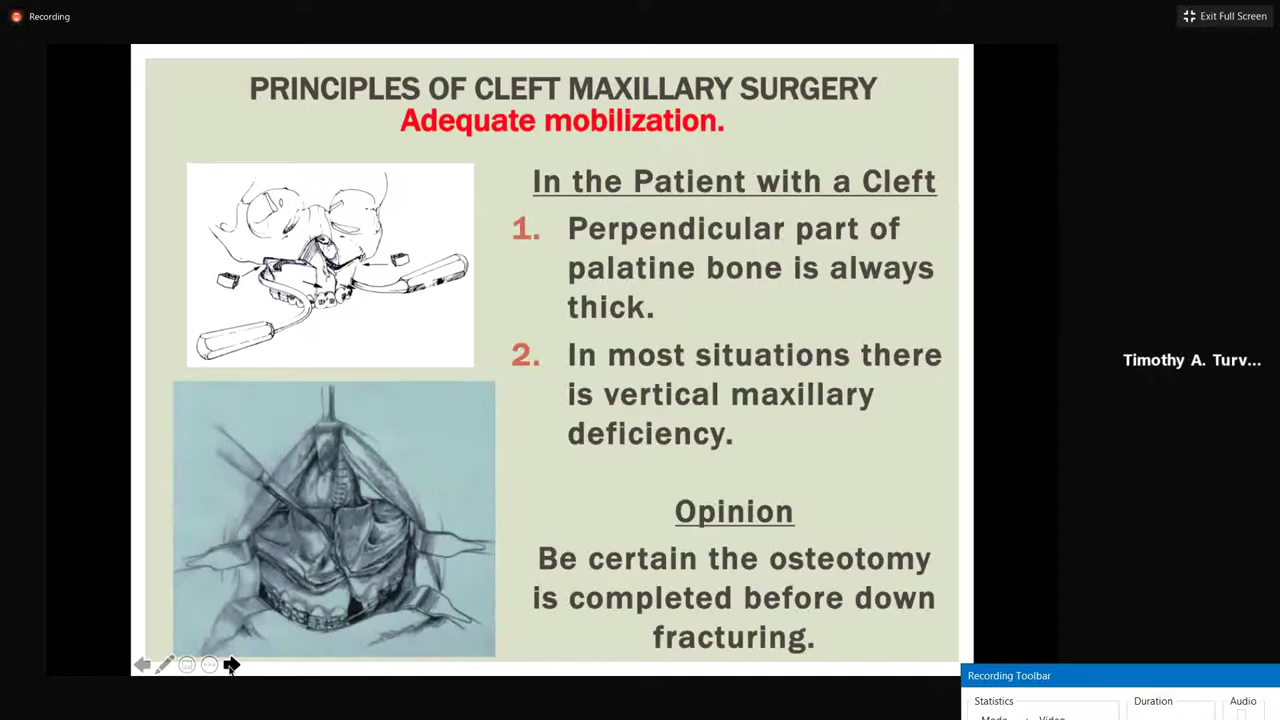 Recording
Exit Full Screen
PRINCIPLES OF CLEFT MAXILLARY SURGERY
Adequate mobilization.
In the Patient with a Cleft
1. Perpendicular part of
palatine bone is always
thick.
2. In most situations there
is vertical maxillary
deficiency.
Opinion
Be certain the osteotomy
is completed before down
fracturing.
Timothy A. Turv...
Recording Toolbar
Statistics
Duration
Audio